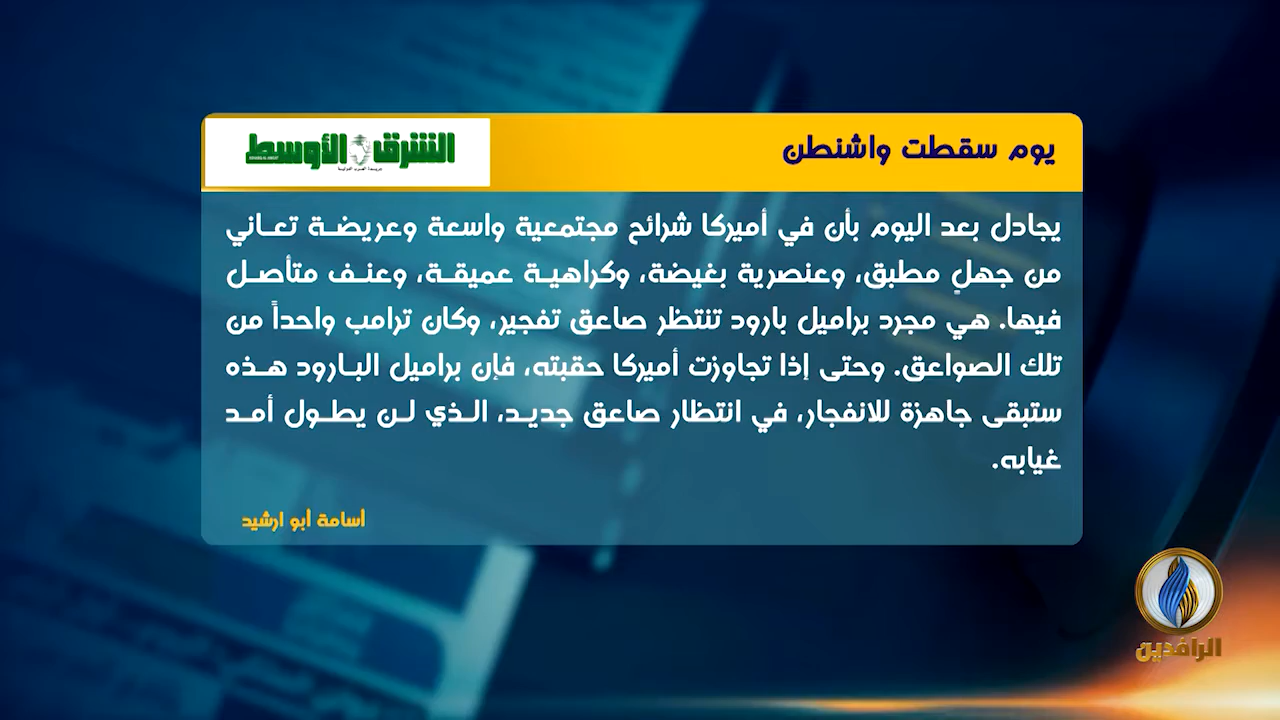 يوم سقطت واشنطن
الشرق الأوسط
جريدة العرب الدولية
يجادل بعد اليوم بأن في أميركا شرائح مجتمعية واسعة وعريضة تعاني
من جهلٍ مطبق، وعنصرية بغيضة، وكراهية عميقة، وعنف متأصل
فيها. هي مجرد براميل بارود تنتظر صاعق تفجير، وكان ترامب واحداً من
تلك الصواعق. وحتى إذا تجاوزت أميركا حقبته، فإن براميل البارود هذه
ستبقى جاهزة للانفجار، في انتظار صاعق جديد، الذي لن يطول أمد
غيابه.
أسامة أبو ارشيد
الرافدين